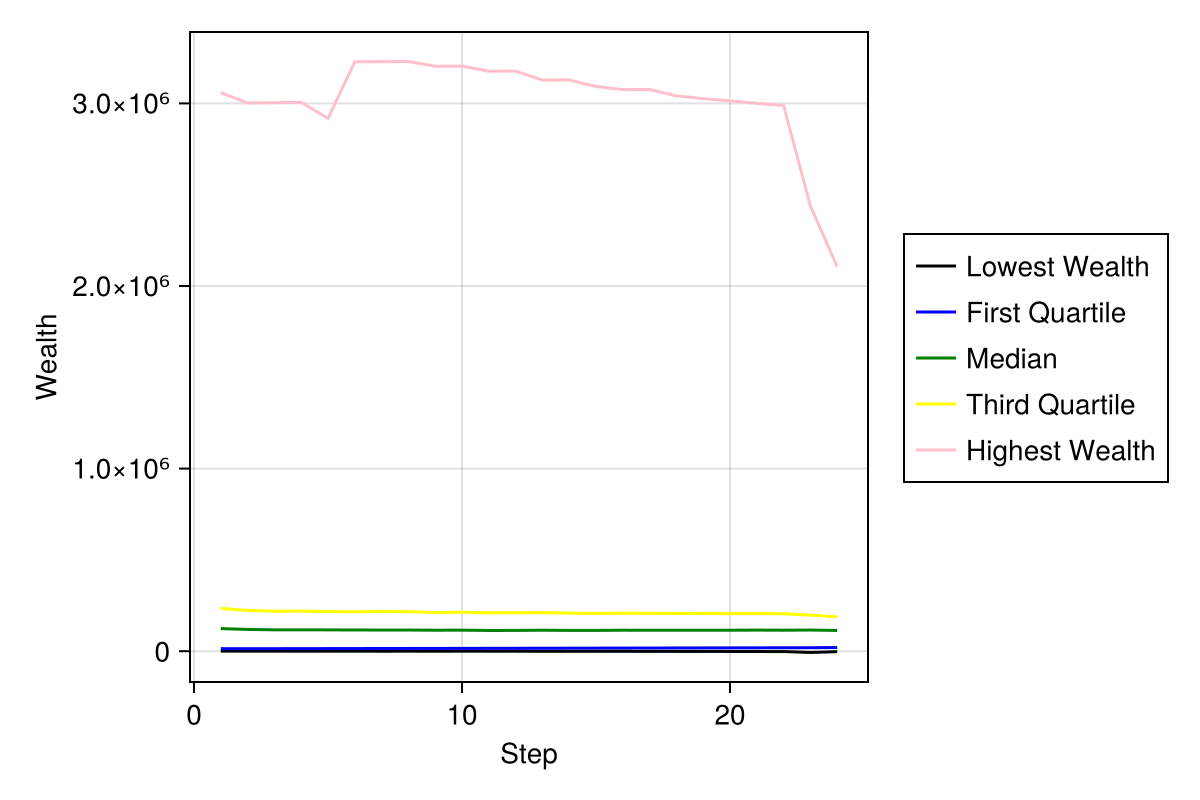 3.0×10⁶
2.0×10⁶
1.0×10⁶
0
Wealth
0
10
20
Step
Lowest Wealth
First Quartile
Median
Third Quartile
Highest Wealth